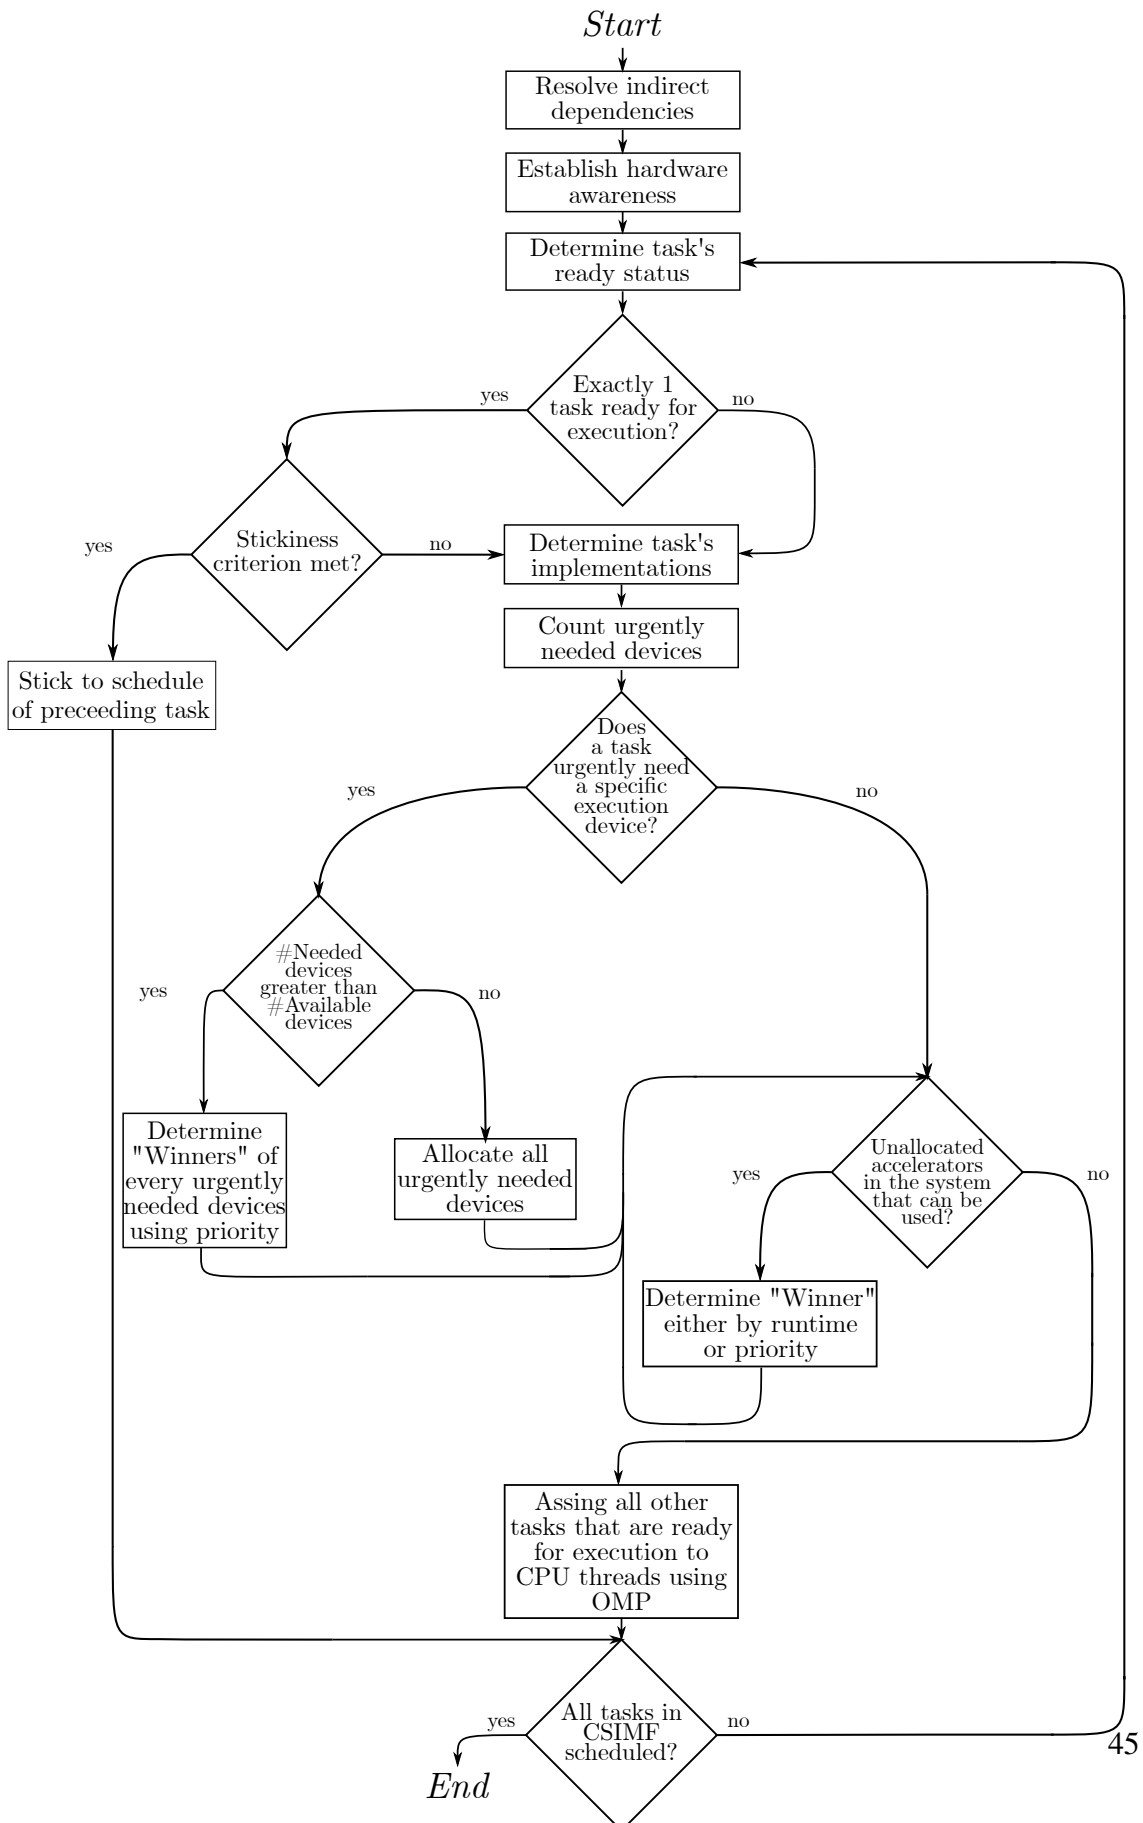 Start
Resolve indirect
dependencies
Establish hardware
awareness
Determine task's
ready status
Exactly 1
task ready for
execution?
yes
no
Stickiness
criterion met?
yes
no
Determine task's
implementations
Count urgently
needed devices
Stick to schedule
of preceeding task
Does
a task
urgently need
a specific
execution
device?
yes
no
#Needed
devices
greater than
#Available
devices
yes
no
Determine
"Winners" of
every urgently
needed devices
using priority
Allocate all
urgently needed
devices
Unallocated
accelerators
in the system
that can be
used?
yes
no
Determine "Winner"
either by runtime
or priority
Assing all other
tasks that are ready
for execution to
CPU threads using
OMP
All tasks in
CSIMF
scheduled?
yes
no
End
45